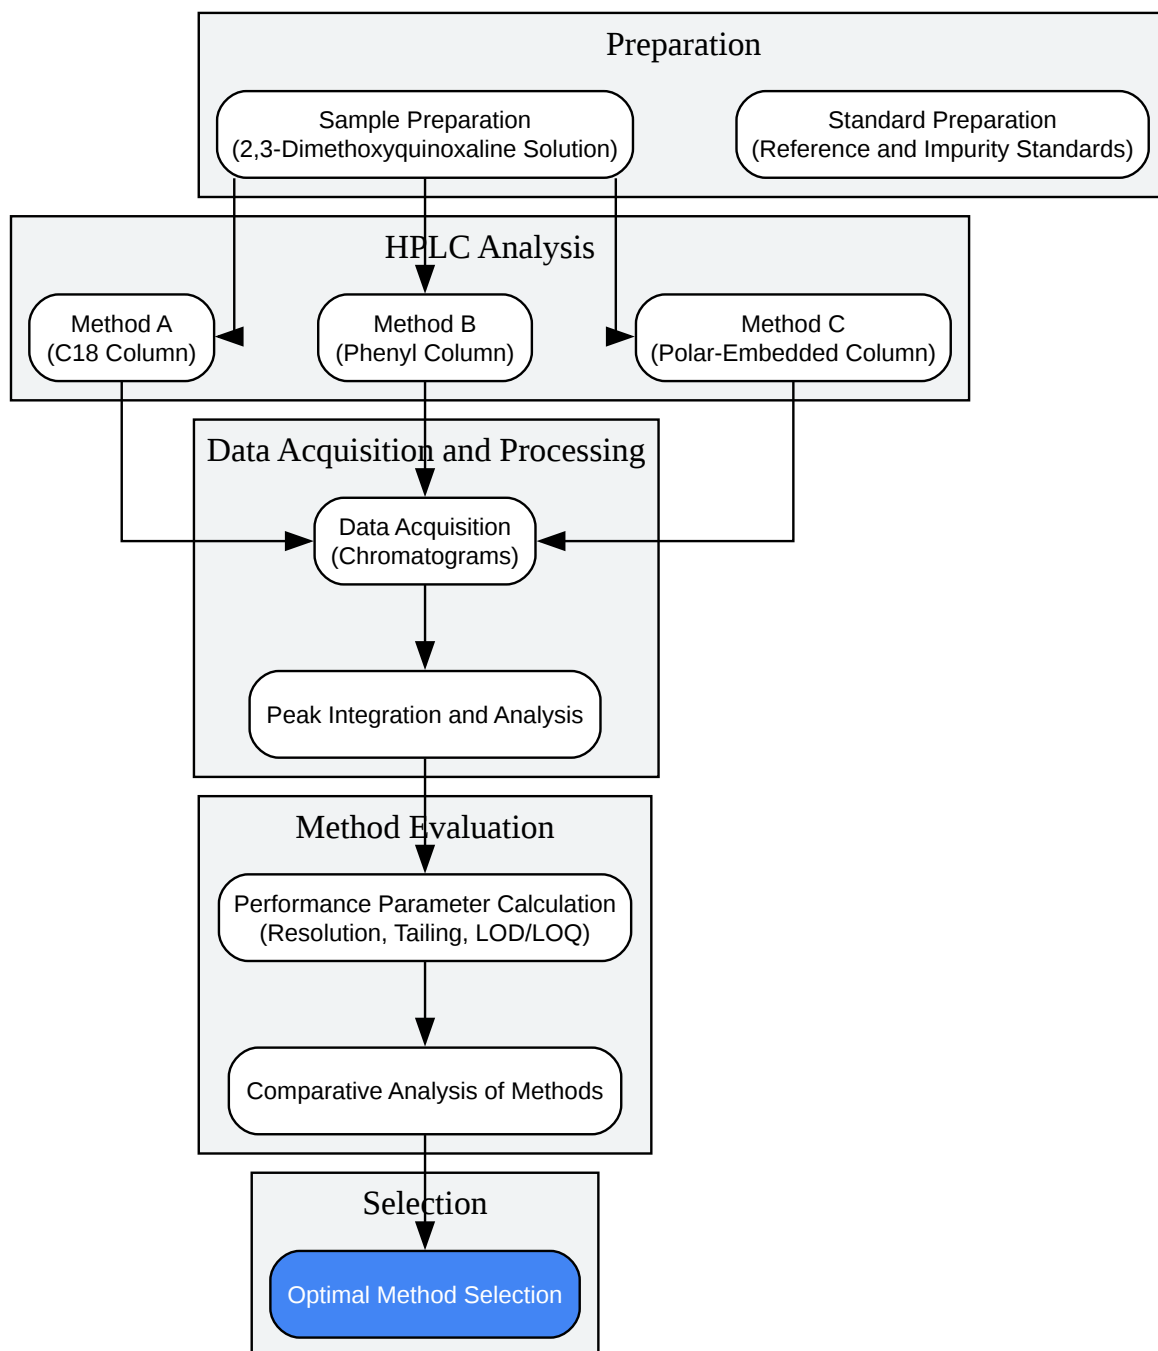 Preparation
Sample Preparation
(2,3-Dimethoxyquinoxaline Solution)
Standard Preparation
(Reference and Impurity Standards)
HPLC Analysis
Method A
(C18 Column)
Method B
(Phenyl Column)
Method C
(Polar-Embedded Column)
Data Acquisition and Processing
Data Acquisition
(Chromatograms)
Peak Integration and Analysis
Method Evaluation
Performance Parameter Calculation
(Resolution, Tailing, LOD/LOQ)
Comparative Analysis of Methods
Selection
Optimal Method Selection